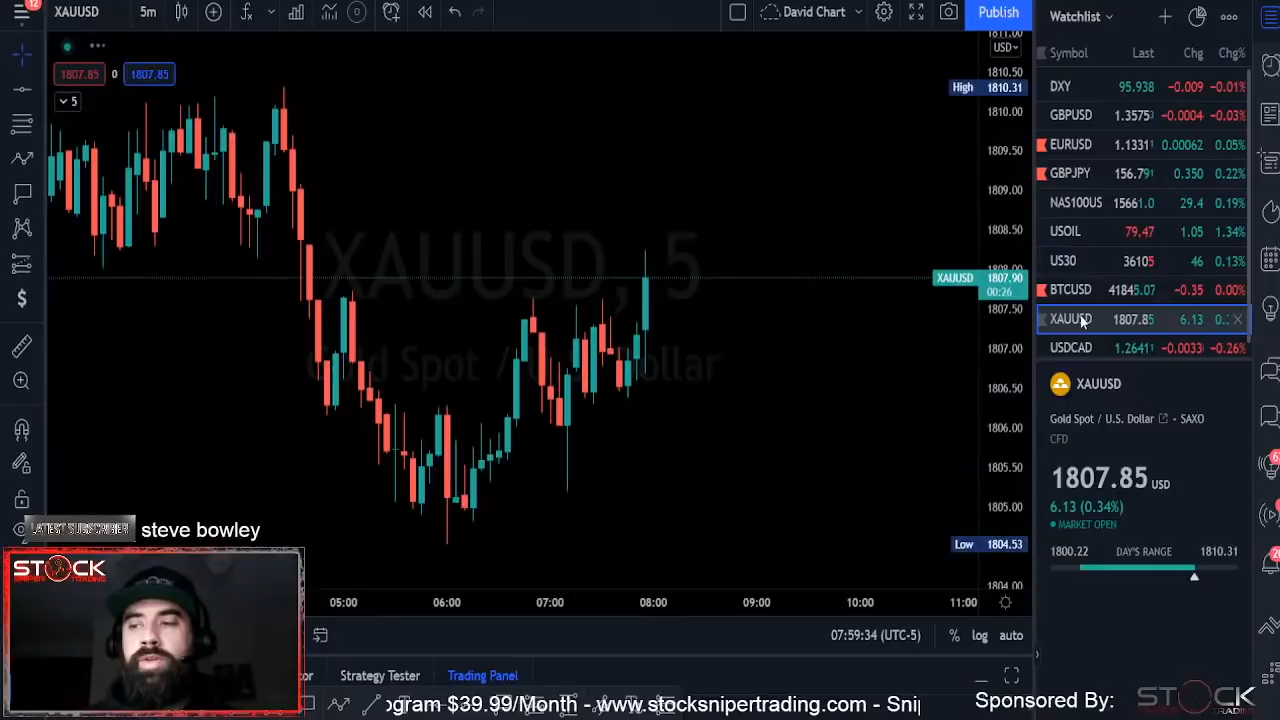 12
XAUUSD 5m David Chart Publish
1811.00
USD
1807.85 0 1807.85
5
High 1810.31
1810.50
1810.00
1809.50
1809.00
1808.50
1808.00
XAUUSD 1807.90
00:26
1807.50
1807.00
1806.50
1806.00
1805.50
1805.00
Low 1804.53
1804.00
XAUUSD, 5
Gold Spot / U.S. Dollar
05:00 06:00 07:00 08:00 09:00 10:00 11:00
07:59:34 (UTC-5) % log auto
Strategy Tester Trading Panel
Watchlist
Symbol Last Chg Chg%
DXY 95.938 −0.009 −0.01%
GBPUSD 1.35753 −0.0004 −0.03%
EURUSD 1.13311 0.00062 0.05%
GBPJPY 156.791 0.350 0.22%
NAS100US 15661.0 29.4 0.19%
USOIL 79.47 1.05 1.34%
US30 36105 46 0.13%
BTCUSD 41845.07 −0.35 0.00%
XAUUSD 1807.85 6.13
USDCAD 1.26411 −0.0033 −0.26%
XAUUSD
Gold Spot / U.S. Dollar • SAXO
CFD
1807.85 USD
6.13 (0.34%)
MARKET OPEN
1800.22 DAY'S RANGE 1810.31
LATEST SUBSCRIBER steve bowley
STOCK
SNIPER TRADING
ogram $39.99/Month - www.stocksnipertrading.com - Snip
Sponsored By:
STOCK